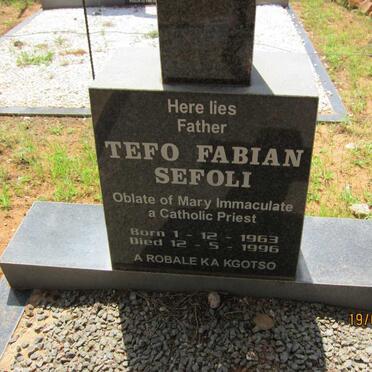 Here lies
Father
TEFO FABIAN
SEFOLI
Oblate of Mary Immaculate
a Catholic Priest
Born 1 - 12 - 1963
Died 12 - 5 - 1996
A ROBALE KA KGOTSO
19/0